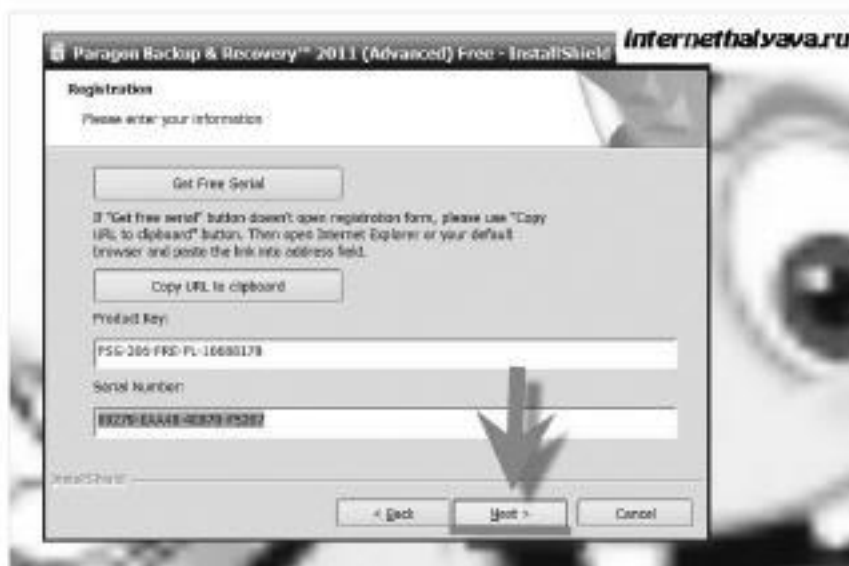 internethalyava.ru
Paragon Backup & Recovery™ 2011 (Advanced) Free - InstallShield
Registration
Please enter your information
Get Free Serial
If "Get free serial" button doesn't open registration form, please use "Copy
URL to clipboard" button. Then open Internet Explorer or your default
browser and paste the link into address field.
Copy URL to clipboard
Product Key:
Serial Number:
InstallShield
< Back
Next >
Cancel